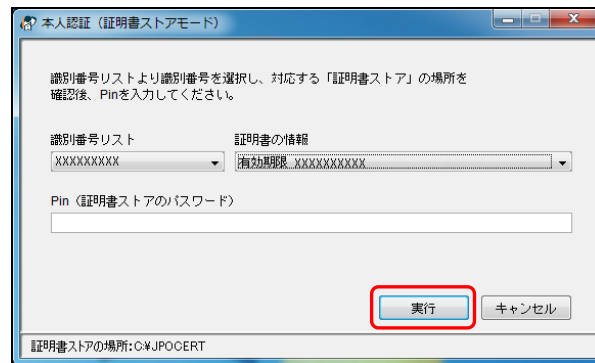 本人認証（証明書ストアモード）
識別番号リストより識別番号を選択し、対応する「証明書ストア」の場所を
確認後、Pinを入力してください。
識別番号リスト 証明書の情報
XXXXXXXXX 有効期限 XXXXXXXXXX
Pin（証明書ストアのパスワード）
実行 キャンセル
証明書ストアの場所:C:¥JPOCERT